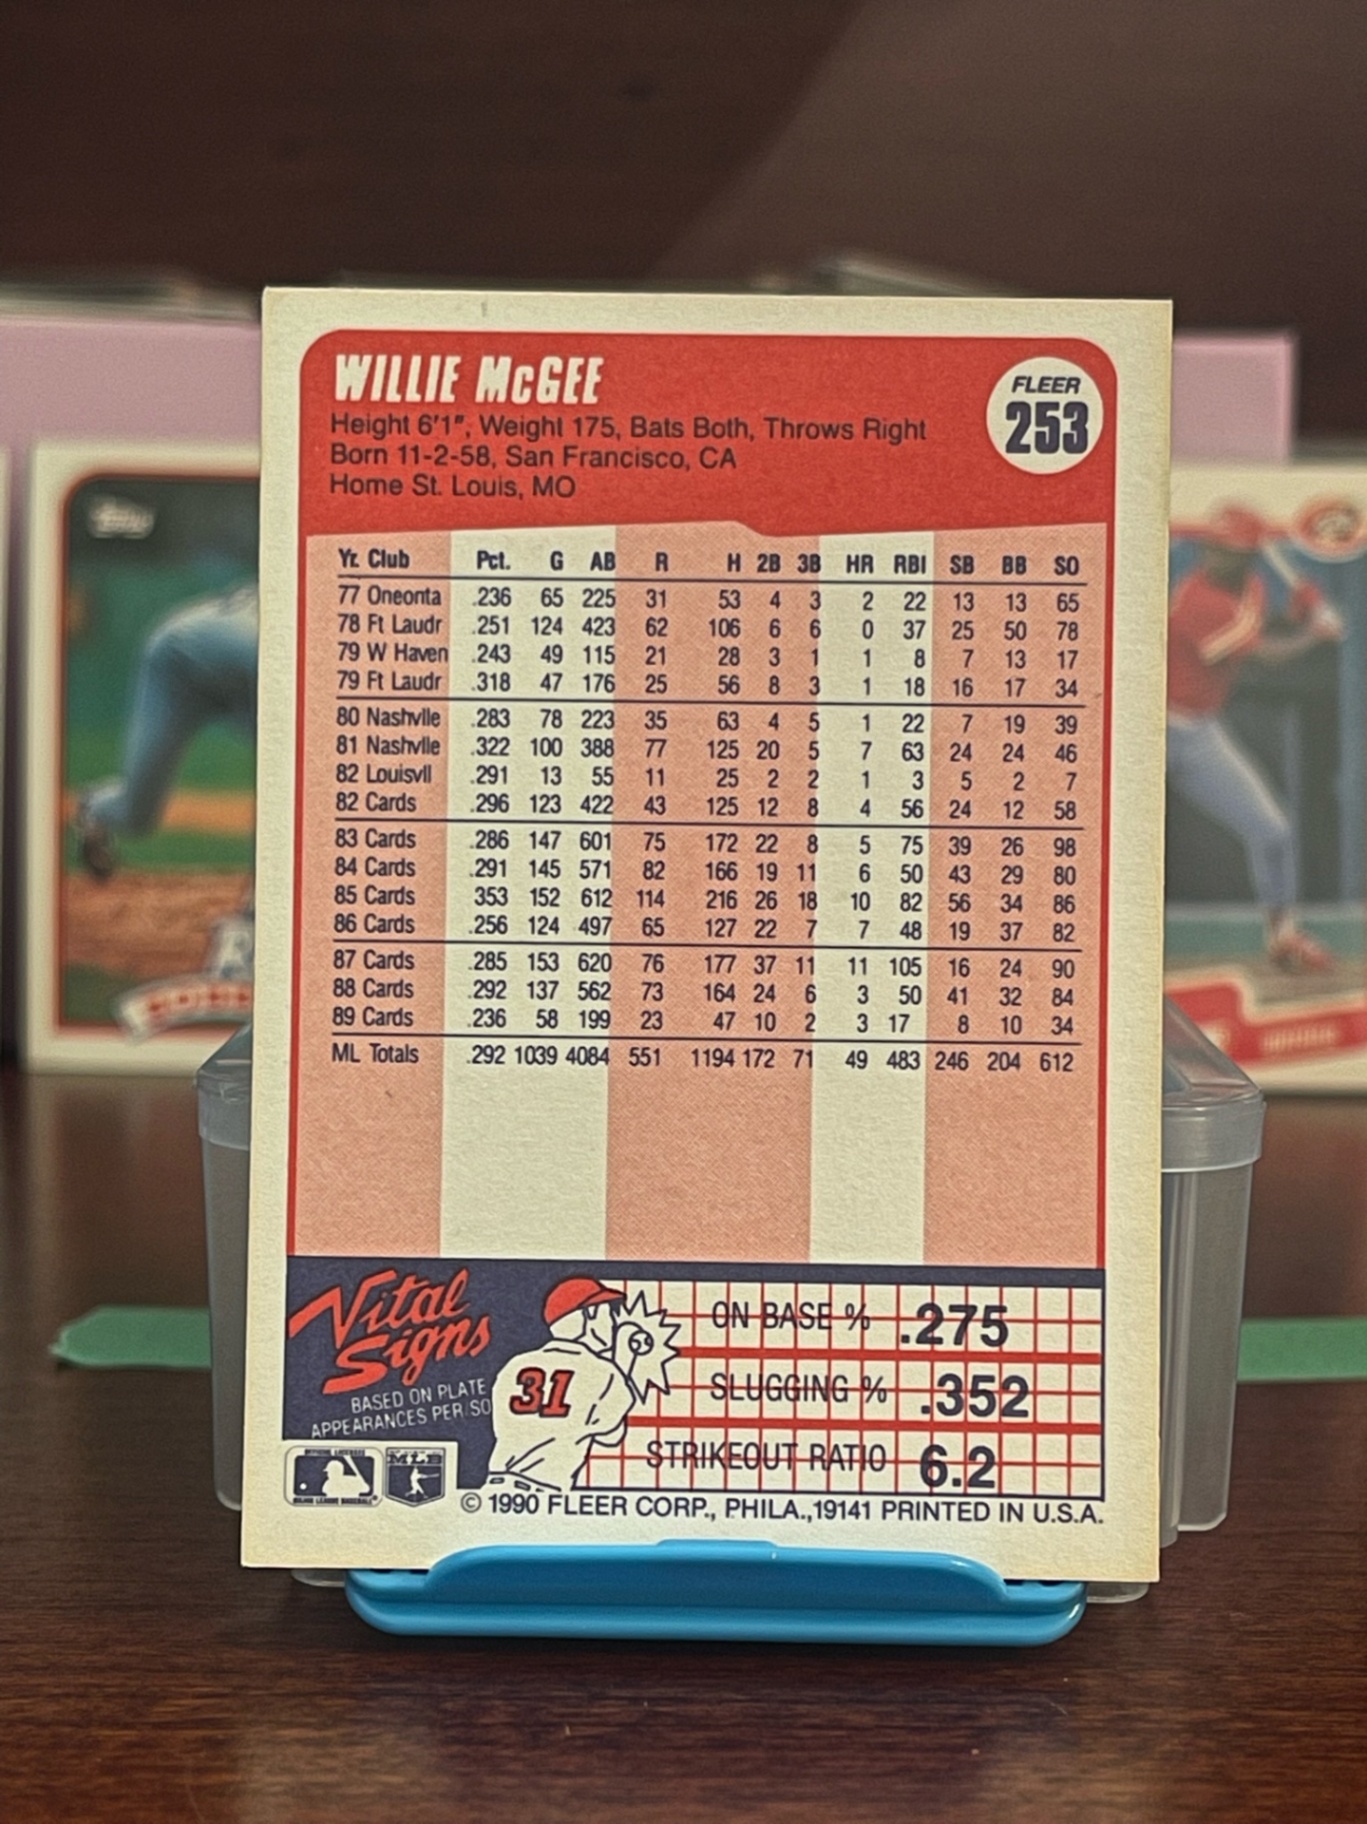 WILLIE McGEE
FLEER
253
Height 6'1", Weight 175, Bats Both, Throws Right
Born 11-2-58, San Francisco, CA
Home St. Louis, MO
Yr. Club Pct. G AB R H 2B 3B HR RBI SB BB SO
77 Oneonta .236 65 225 31 53 4 3 2 22 13 13 65
78 Ft Laudr .251 124 423 62 106 6 6 0 37 25 50 78
79 W Haven .243 49 115 21 28 3 1 1 8 7 13 17
79 Ft Laudr .318 47 176 25 56 8 3 1 18 16 17 34
80 Nashvlle .283 78 223 35 63 4 5 1 22 7 19 39
81 Nashvlle .322 100 388 77 125 20 5 7 63 24 24 46
82 Louisvll .291 13 55 11 25 2 2 1 3 5 2 7
82 Cards .296 123 422 43 125 12 8 4 56 24 12 58
83 Cards .286 147 601 75 172 22 8 5 75 39 26 98
84 Cards .291 145 571 82 166 19 11 6 50 43 29 80
85 Cards 353 152 612 114 216 26 18 10 82 56 34 86
86 Cards .256 124 497 65 127 22 7 7 48 19 37 82
87 Cards .285 153 620 76 177 37 11 11 105 16 24 90
88 Cards .292 137 562 73 164 24 6 3 50 41 32 84
89 Cards .236 58 199 23 47 10 2 3 17 8 10 34
ML Totals .292 1039 4084 551 1194 172 71 49 483 246 204 612
Vital
Signs
BASED ON PLATE
APPEARANCES PER SO
31
ON BASE % .275
SLUGGING % .352
STRIKEOUT RATIO 6.2
MLB
© 1990 FLEER CORP., PHILA.,19141 PRINTED IN U.S.A.